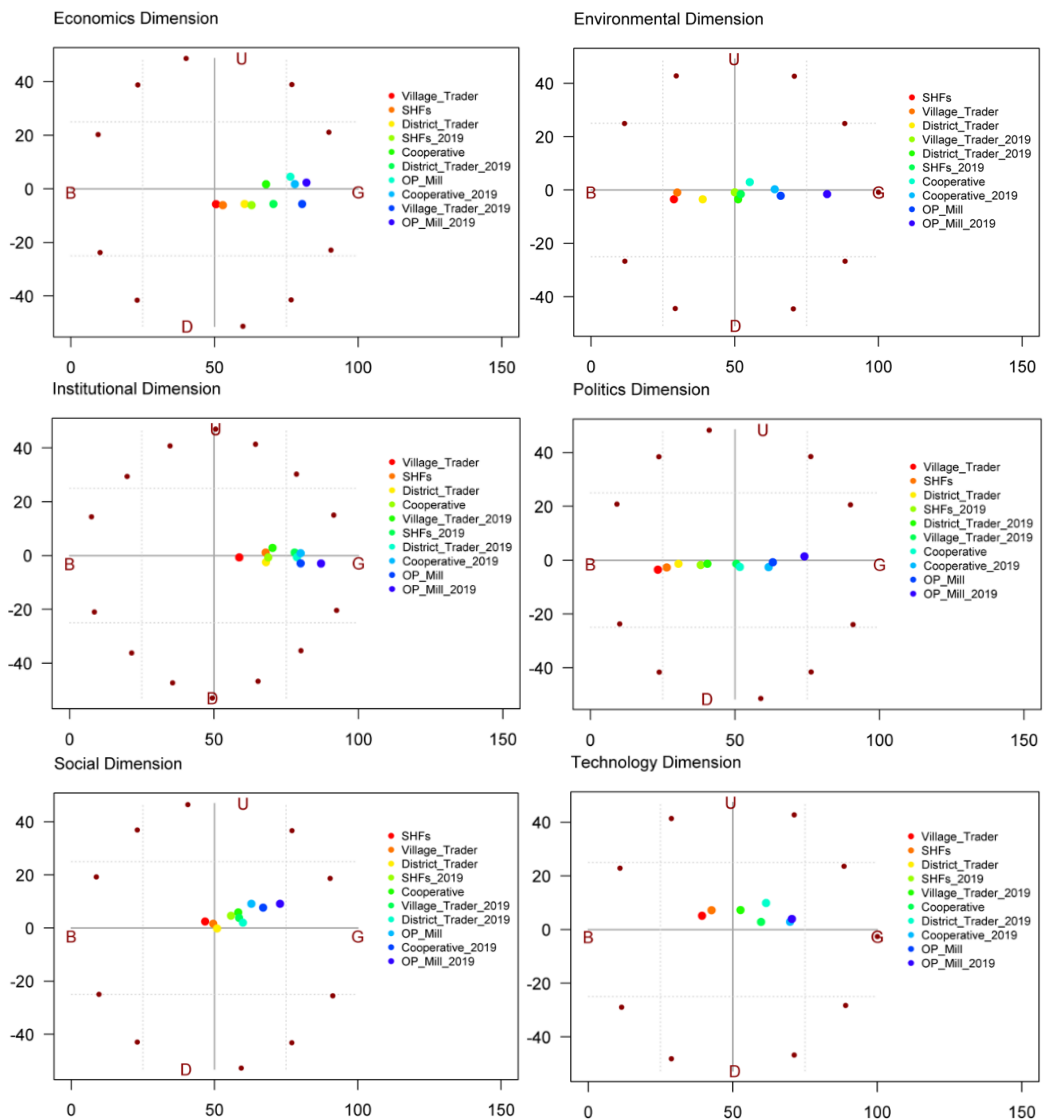 Economics Dimension
U
40
20
0
-20
-40
B
G
D
Village_Trader
SHFs
District_Trader
SHFs_2019
Cooperative
District_Trader_2019
OP_Mill
Cooperative_2019
Village_Trader_2019
OP_Mill_2019
0 50 100 150
Environmental Dimension
U
40
20
0
-20
-40
B
G
D
SHFs
Village_Trader
District_Trader
Village_Trader_2019
District_Trader_2019
SHFs_2019
Cooperative
Cooperative_2019
OP_Mill
OP_Mill_2019
0 50 100 150
Institutional Dimension
U
40
20
0
-20
-40
B
G
D
Village_Trader
SHFs
District_Trader
Cooperative
Village_Trader_2019
SHFs_2019
District_Trader_2019
Cooperative_2019
OP_Mill
OP_Mill_2019
0 50 100 150
Politics Dimension
U
40
20
0
-20
-40
B
G
D
Village_Trader
SHFs
District_Trader
SHFs_2019
District_Trader_2019
Village_Trader_2019
Cooperative
Cooperative_2019
OP_Mill
OP_Mill_2019
0 50 100 150
Social Dimension
U
40
20
0
-20
-40
B
G
D
SHFs
Village_Trader
District_Trader
SHFs_2019
Cooperative
Village_Trader_2019
District_Trader_2019
OP_Mill
Cooperative_2019
OP_Mill_2019
0 50 100 150
Technology Dimension
U
40
20
0
-20
-40
B
G
D
Village_Trader
SHFs
District_Trader
SHFs_2019
Village_Trader_2019
Cooperative
District_Trader_2019
Cooperative_2019
OP_Mill
OP_Mill_2019
0 50 100 150